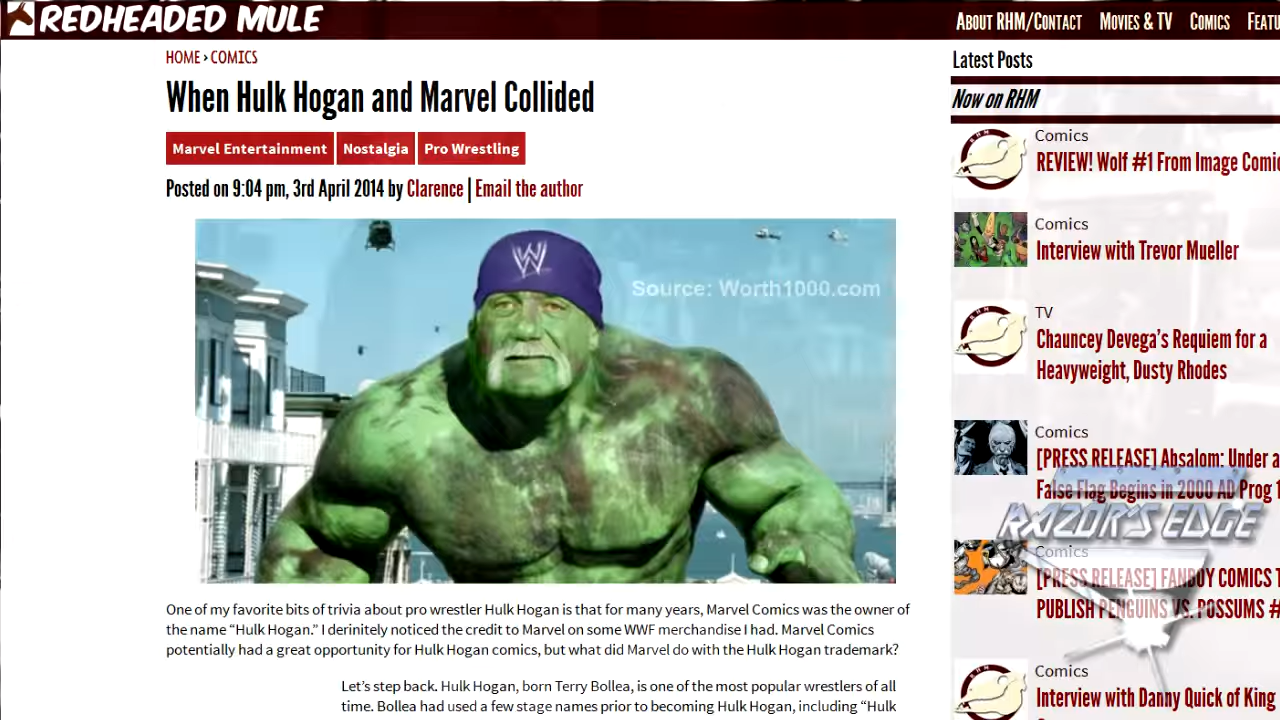 REDHEADED MULE
About RHM/Contact Movies & TV Comics
HOME > COMICS
When Hulk Hogan and Marvel Collided
Marvel Entertainment Nostalgia Pro Wrestling
Posted on 9:04 pm, 3rd April 2014 by Clarence | Email the author
W
Source: Worth1000.com
One of my favorite bits of trivia about pro wrestler Hulk Hogan is that for many years, Marvel Comics was the owner of
the name “Hulk Hogan.” I derinitely noticed the credit to Marvel on some WWF merchandise I had. Marvel Comics
potentially had a great opportunity for Hulk Hogan comics, but what did Marvel do with the Hulk Hogan trademark?
Let’s step back. Hulk Hogan, born Terry Bollea, is one of the most popular wrestlers of all
time. Bollea had used a few stage names prior to becoming Hulk Hogan, including “Hulk
Latest Posts
Now on RHM
Comics
REVIEW! Wolf #1 From Image Comic
Comics
Interview with Trevor Mueller
TV
Chauncey Devega’s Requiem for a
Heavyweight, Dusty Rhodes
Comics
[PRESS RELEASE] Absalom: Under a
False Flag Begins in 2000 AD Prog 1
RAZOR'S EDGE
Comics
[PRESS RELEASE] FANBOY COMICS T
PUBLISH PENGUINS VS. POSSUMS #
Comics
Interview with Danny Quick of King